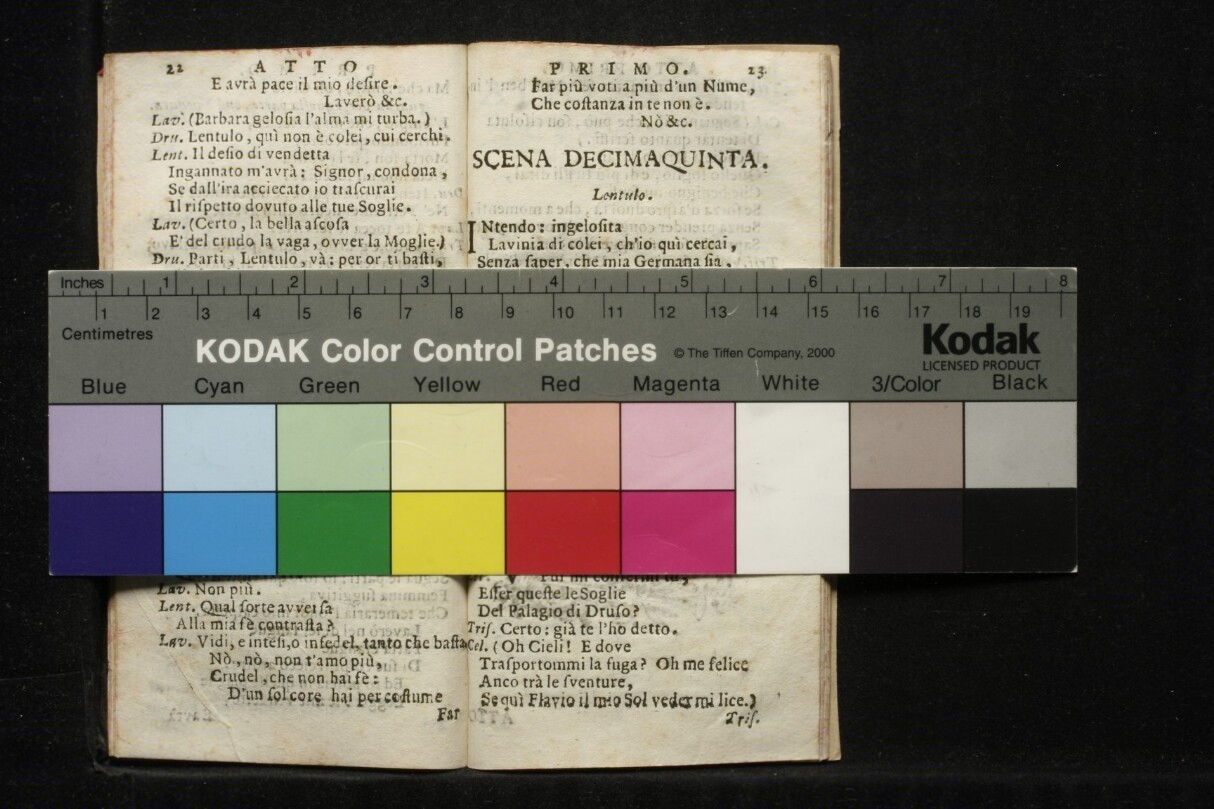 22 ATTO
E avrà pace il mio desire.
Laverò &c.
Lav. (Barbara gelosia l'alma mi turba.)
Dru. Lentulo, quì non è colei, cui cerchi.
Lent. Il desio di vendetta
Ingannato m'avrà: Signor, condona,
Se dall'ira acciecato io trascurai
Il rispetto dovuto alle tue Soglie.
Lav. (Certo, la bella ascosa
E' del crudo la vaga, ovver la Moglie.)
Dru. Parti, Lentulo, và: per or ti basti,
Lav. Non più.
Lent. Qual sorte avversa
Alla mia fè contrasta?
Lav. Vidi, e intesi, o infedel, tanto che basta.
Nò, nò, non t'amo più,
Crudel, che non hai fè:
D'un sol core hai per costume
Far
PRIMO. 23
Far più voti a più d'un Nume,
Che costanza in te non è.
Nò &c.
SCENA DECIMAQUINTA.
Lentulo.
INtendo: ingelosita
Lavinia di colei, ch'io quì cercai,
Senza saper, che mia Germana sia,
Inches 1 2 3 4 5 6 7 8
1 2 3 4 5 6 7 8 9 10 11 12 13 14 15 16 17 18 19
Centimetres
KODAK Color Control Patches © The Tiffen Company, 2000
Kodak
LICENSED PRODUCT
Blue Cyan Green Yellow Red Magenta White 3/Color Black
Esser queste le Soglie
Del Palagio di Druso?
Tris. Certo: già te l'ho detto.
Cel. (Oh Cieli! E dove
Trasportommi la fuga? Oh me felice
Anco trà le sventure,
Se quì Flavio il mio Sol veder mi lice.)
Tris.